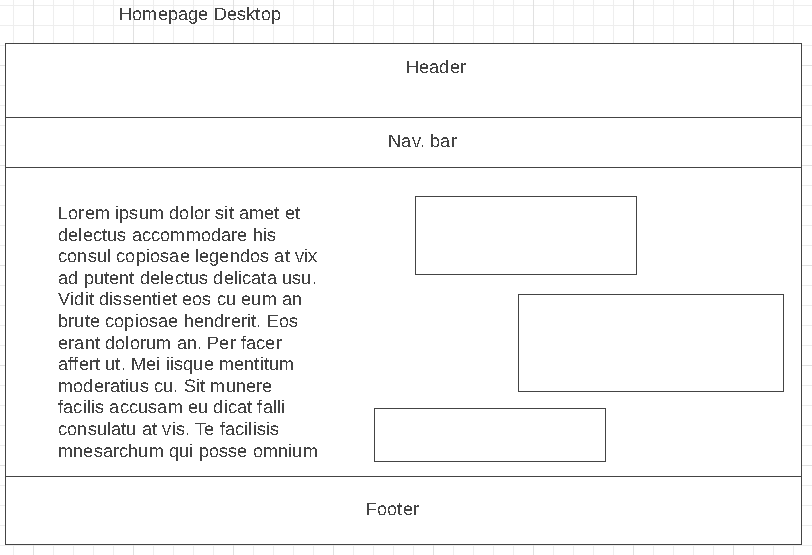 Homepage Desktop
Header
Nav. bar
Lorem ipsum dolor sit amet et
delectus accommodare his
consul copiosae legendos at vix
ad putent delectus delicata usu.
Vidit dissentiet eos cu eum an
brute copiosae hendrerit. Eos
erant dolorum an. Per facer
affert ut. Mei iisque mentitum
moderatius cu. Sit munere
facilis accusam eu dicat falli
consulatu at vis. Te facilisis
mnesarchum qui posse omnium
Footer